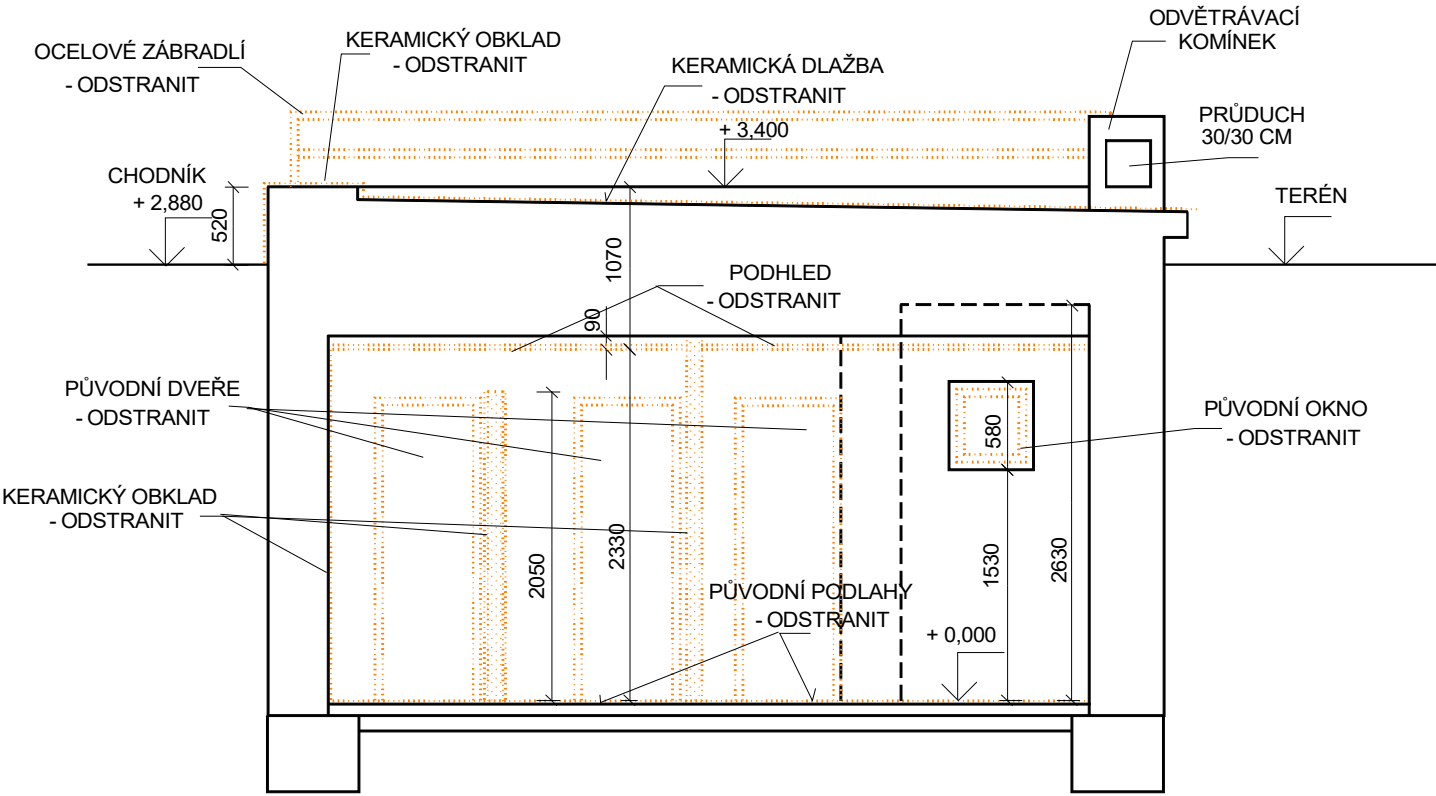 ODVĚTRÁVACÍ
KOMÍNEK
OCELOVÉ ZÁBRADLÍ
- ODSTRANIT
KERAMICKÝ OBKLAD
- ODSTRANIT
KERAMICKÁ DLAŽBA
- ODSTRANIT
PRŮDUCH
30/30 CM
+ 3,400
CHODNÍK
+ 2,880
520
TERÉN
1070
PODHLED
- ODSTRANIT
90
PŮVODNÍ DVEŘE
- ODSTRANIT
580
PŮVODNÍ OKNO
- ODSTRANIT
KERAMICKÝ OBKLAD
- ODSTRANIT
2050
2330
1530
2630
PŮVODNÍ PODLAHY
- ODSTRANIT
+ 0,000